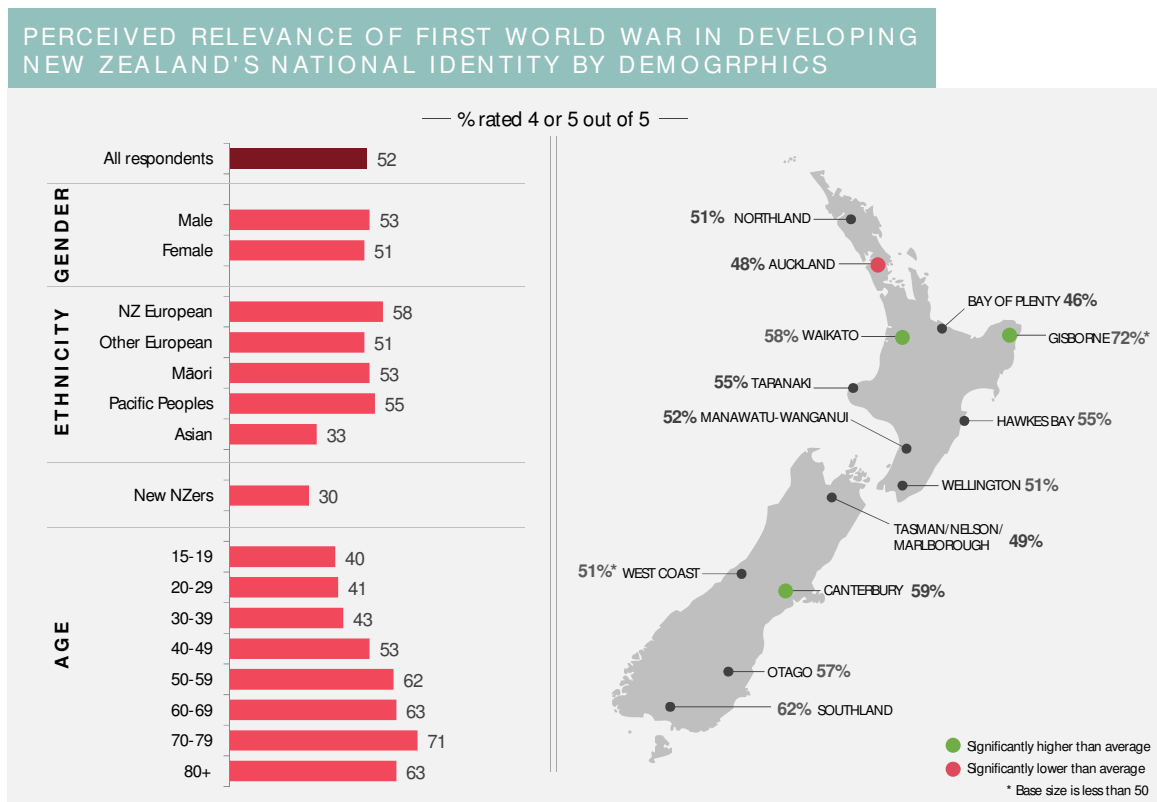 PERCEIVED RELEVANCE OF FIRST WORLD WAR IN DEVELOPING
NEW ZEALAND'S NATIONAL IDENTITY BY DEMOGRPHICS
% rated 4 or 5 out of 5
All respondents 52
GENDER
Male 53
Female 51
ETHNICITY
NZ European 58
Other European 51
Māori 53
Pacific Peoples 55
Asian 33
New NZers 30
AGE
15-19 40
20-29 41
30-39 43
40-49 53
50-59 62
60-69 63
70-79 71
80+ 63
51% NORTHLAND
48% AUCKLAND
BAY OF PLENTY 46%
58% WAIKATO
GISBORNE 72%*
55% TARANAKI
52% MANAWATU-WANGANUI
HAWKES BAY 55%
WELLINGTON 51%
TASMAN/NELSON/
MARLBOROUGH 49%
51%* WEST COAST
CANTERBURY 59%
OTAGO 57%
62% SOUTHLAND
Significantly higher than average
Significantly lower than average
* Base size is less than 50